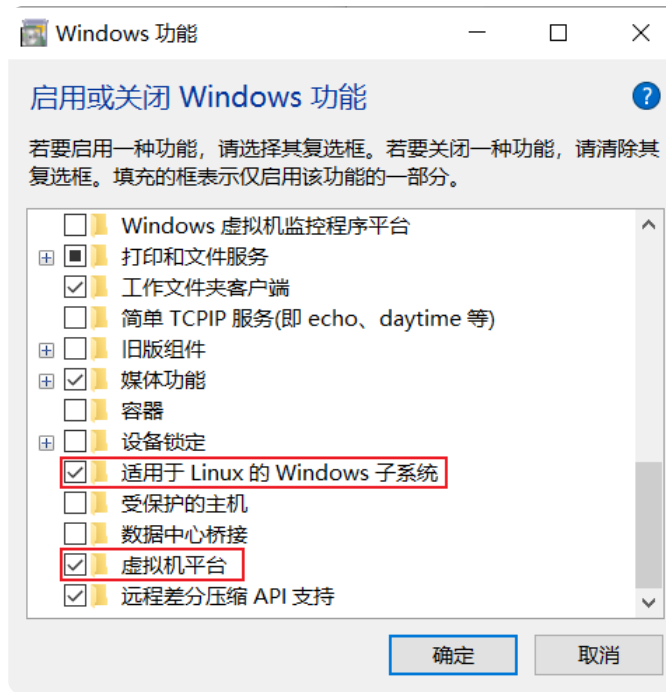 Windows 功能
启用或关闭 Windows 功能
若要启用一种功能，请选择其复选框。若要关闭一种功能，请清除其
复选框。填充的框表示仅启用该功能的一部分。
Windows 虚拟机监控程序平台
打印和文件服务
工作文件夹客户端
简单 TCPIP 服务(即 echo、daytime 等)
旧版组件
媒体功能
容器
设备锁定
适用于 Linux 的 Windows 子系统
受保护的主机
数据中心桥接
虚拟机平台
远程差分压缩 API 支持
确定 取消